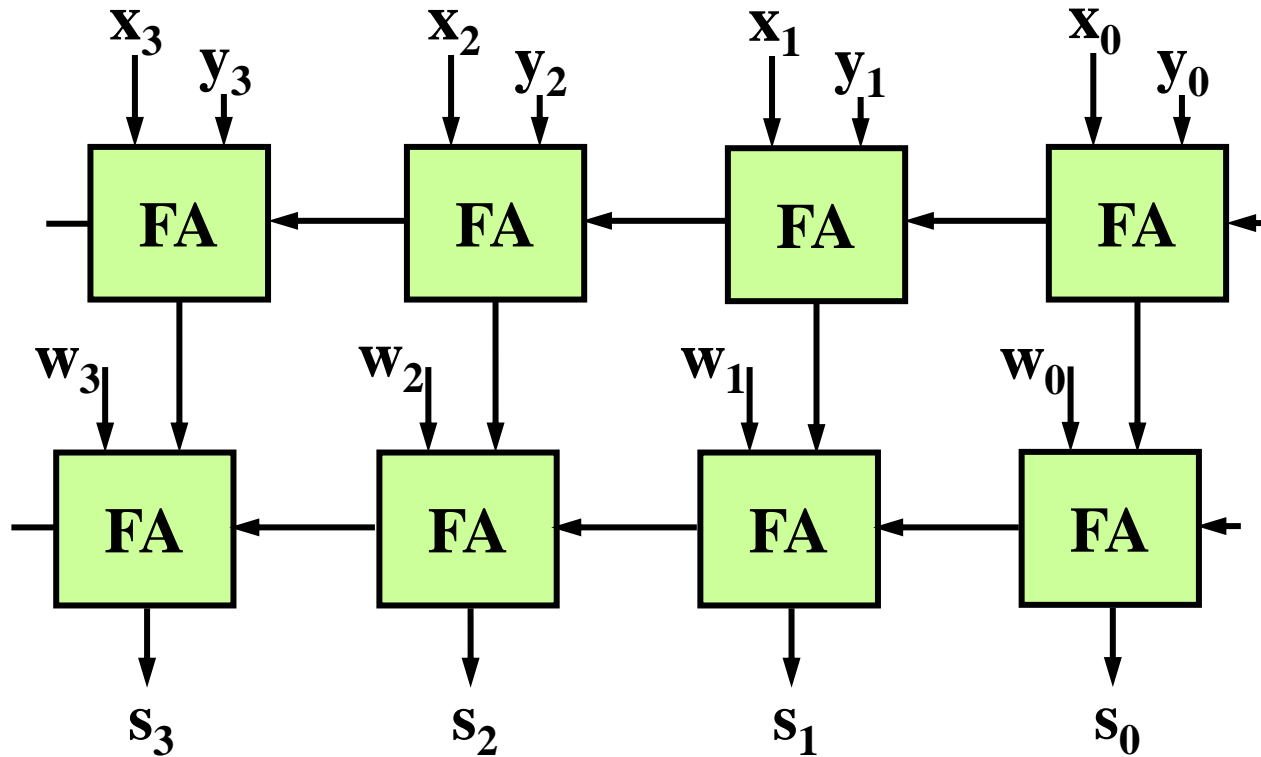 x₃ x₂ x₁ x₀
y₃ y₂ y₁ y₀
FA FA FA FA
w₃ w₂ w₁ w₀
FA FA FA FA
s₃ s₂ s₁ s₀